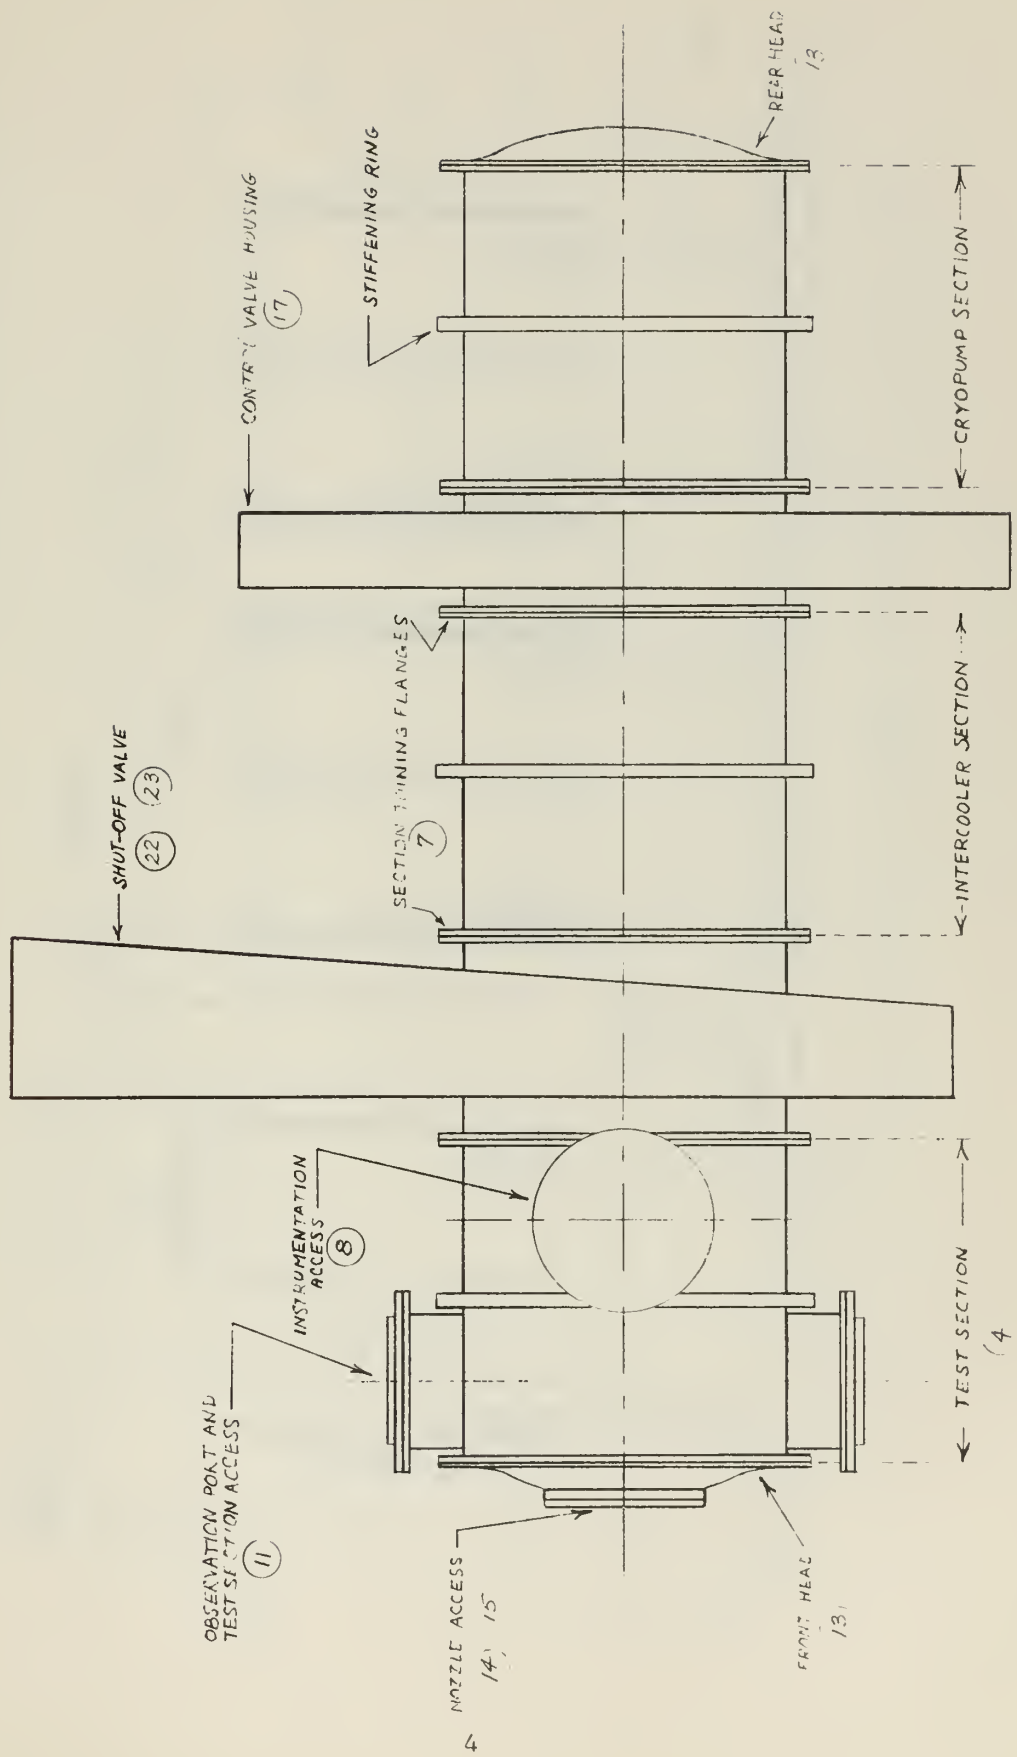 SHUT-OFF VALVE
22 23
CONTROL VALVE HOUSING
17
STIFFENING RING
REAR HEAD
13
SECTION JOINING FLANGES
7
INSTRUMENTATION
ACCESS
8
OBSERVATION PORT AND
TEST SECTION ACCESS
11
NOZZLE ACCESS
14 15
FRONT HEAD
13
TEST SECTION
(4
INTERCOOLER SECTION
CRYOPUMP SECTION
4